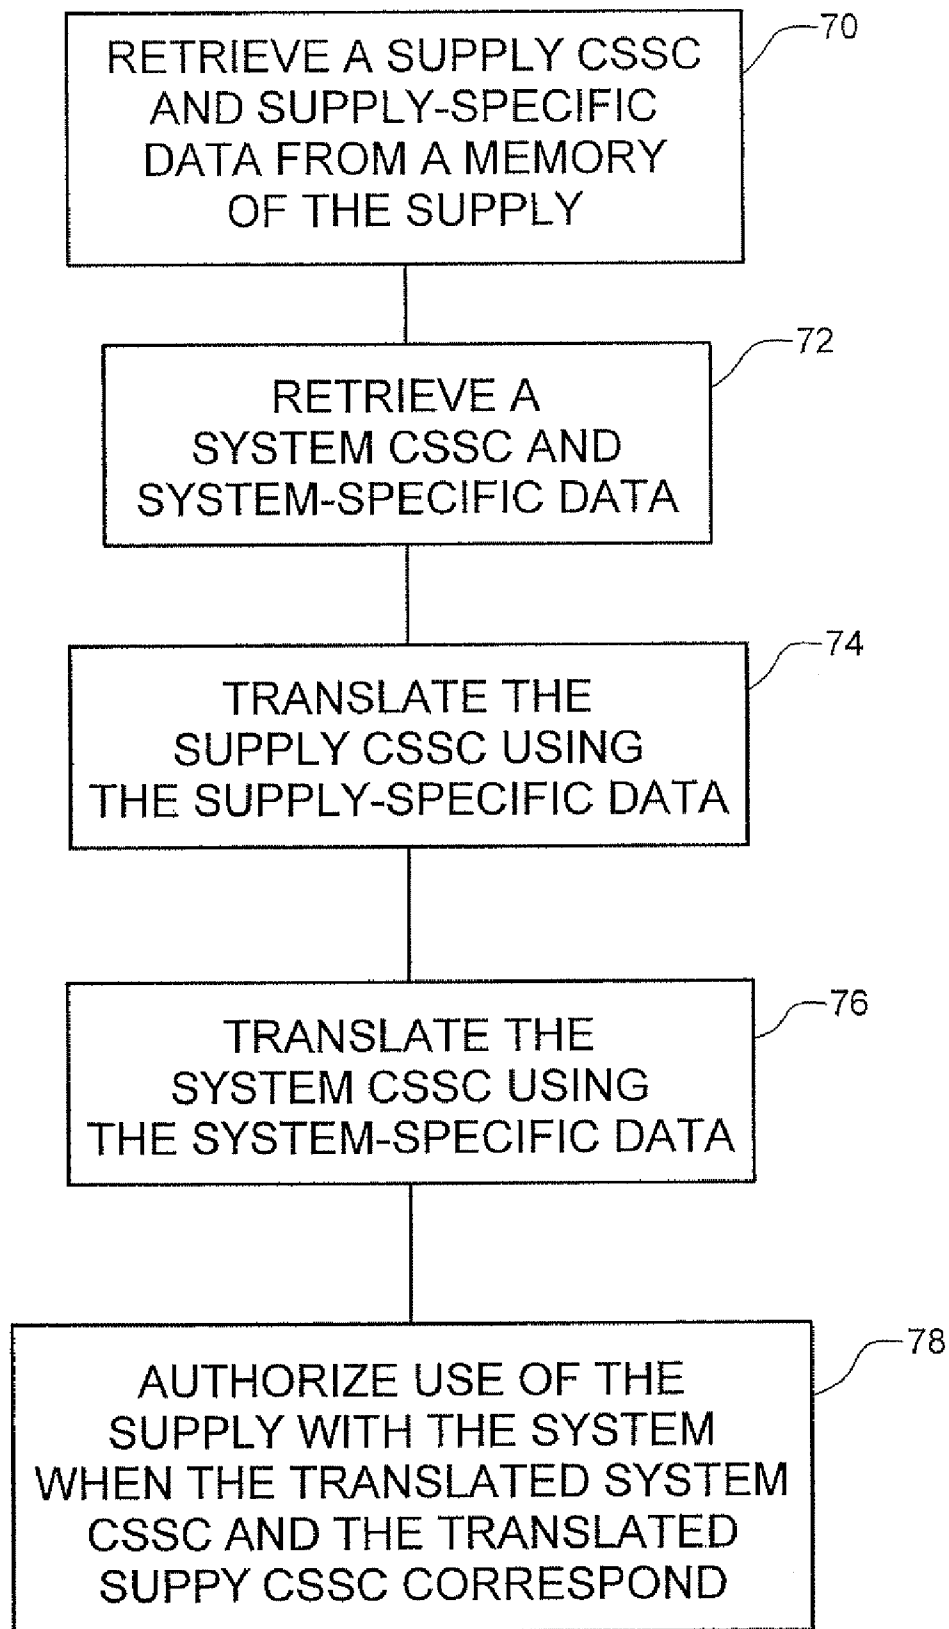 RETRIEVE A SUPPLY CSSC
AND SUPPLY-SPECIFIC
DATA FROM A MEMORY
OF THE SUPPLY
70
RETRIEVE A
SYSTEM CSSC AND
SYSTEM-SPECIFIC DATA
72
TRANSLATE THE
SUPPLY CSSC USING
THE SUPPLY-SPECIFIC DATA
74
TRANSLATE THE
SYSTEM CSSC USING
THE SYSTEM-SPECIFIC DATA
76
AUTHORIZE USE OF THE
SUPPLY WITH THE SYSTEM
WHEN THE TRANSLATED SYSTEM
CSSC AND THE TRANSLATED
SUPPY CSSC CORRESPOND
78